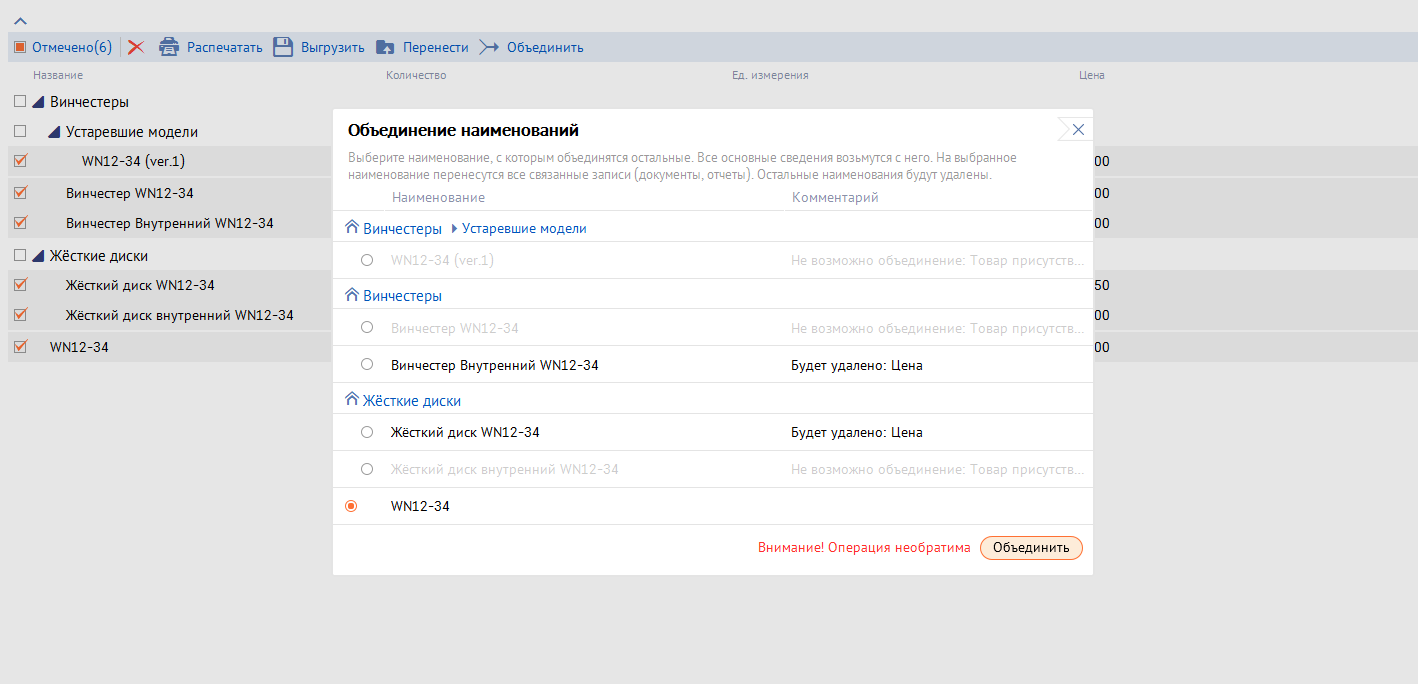 Отмечено(6) Распечатать Выгрузить Перенести Объединить
Название Количество Ед. измерения Цена
Винчестеры
Устаревшие модели
WN12-34 (ver.1) 00
Винчестер WN12-34 00
Винчестер Внутренний WN12-34 00
Жёсткие диски
Жёсткий диск WN12-34 50
Жёсткий диск внутренний WN12-34 00
WN12-34 00
Объединение наименований
Выберите наименование, с которым объединятся остальные. Все основные сведения возьмутся с него. На выбранное
наименование перенесутся все связанные записи (документы, отчеты). Остальные наименования будут удалены.
Наименование Комментарий
Винчестеры Устаревшие модели
WN12-34 (ver.1) Не возможно объединение: Товар присутств...
Винчестеры
Винчестер WN12-34 Не возможно объединение: Товар присутств...
Винчестер Внутренний WN12-34 Будет удалено: Цена
Жёсткие диски
Жёсткий диск WN12-34 Будет удалено: Цена
Жёсткий диск внутренний WN12-34 Не возможно объединение: Товар присутств...
WN12-34
Внимание! Операция необратима Объединить